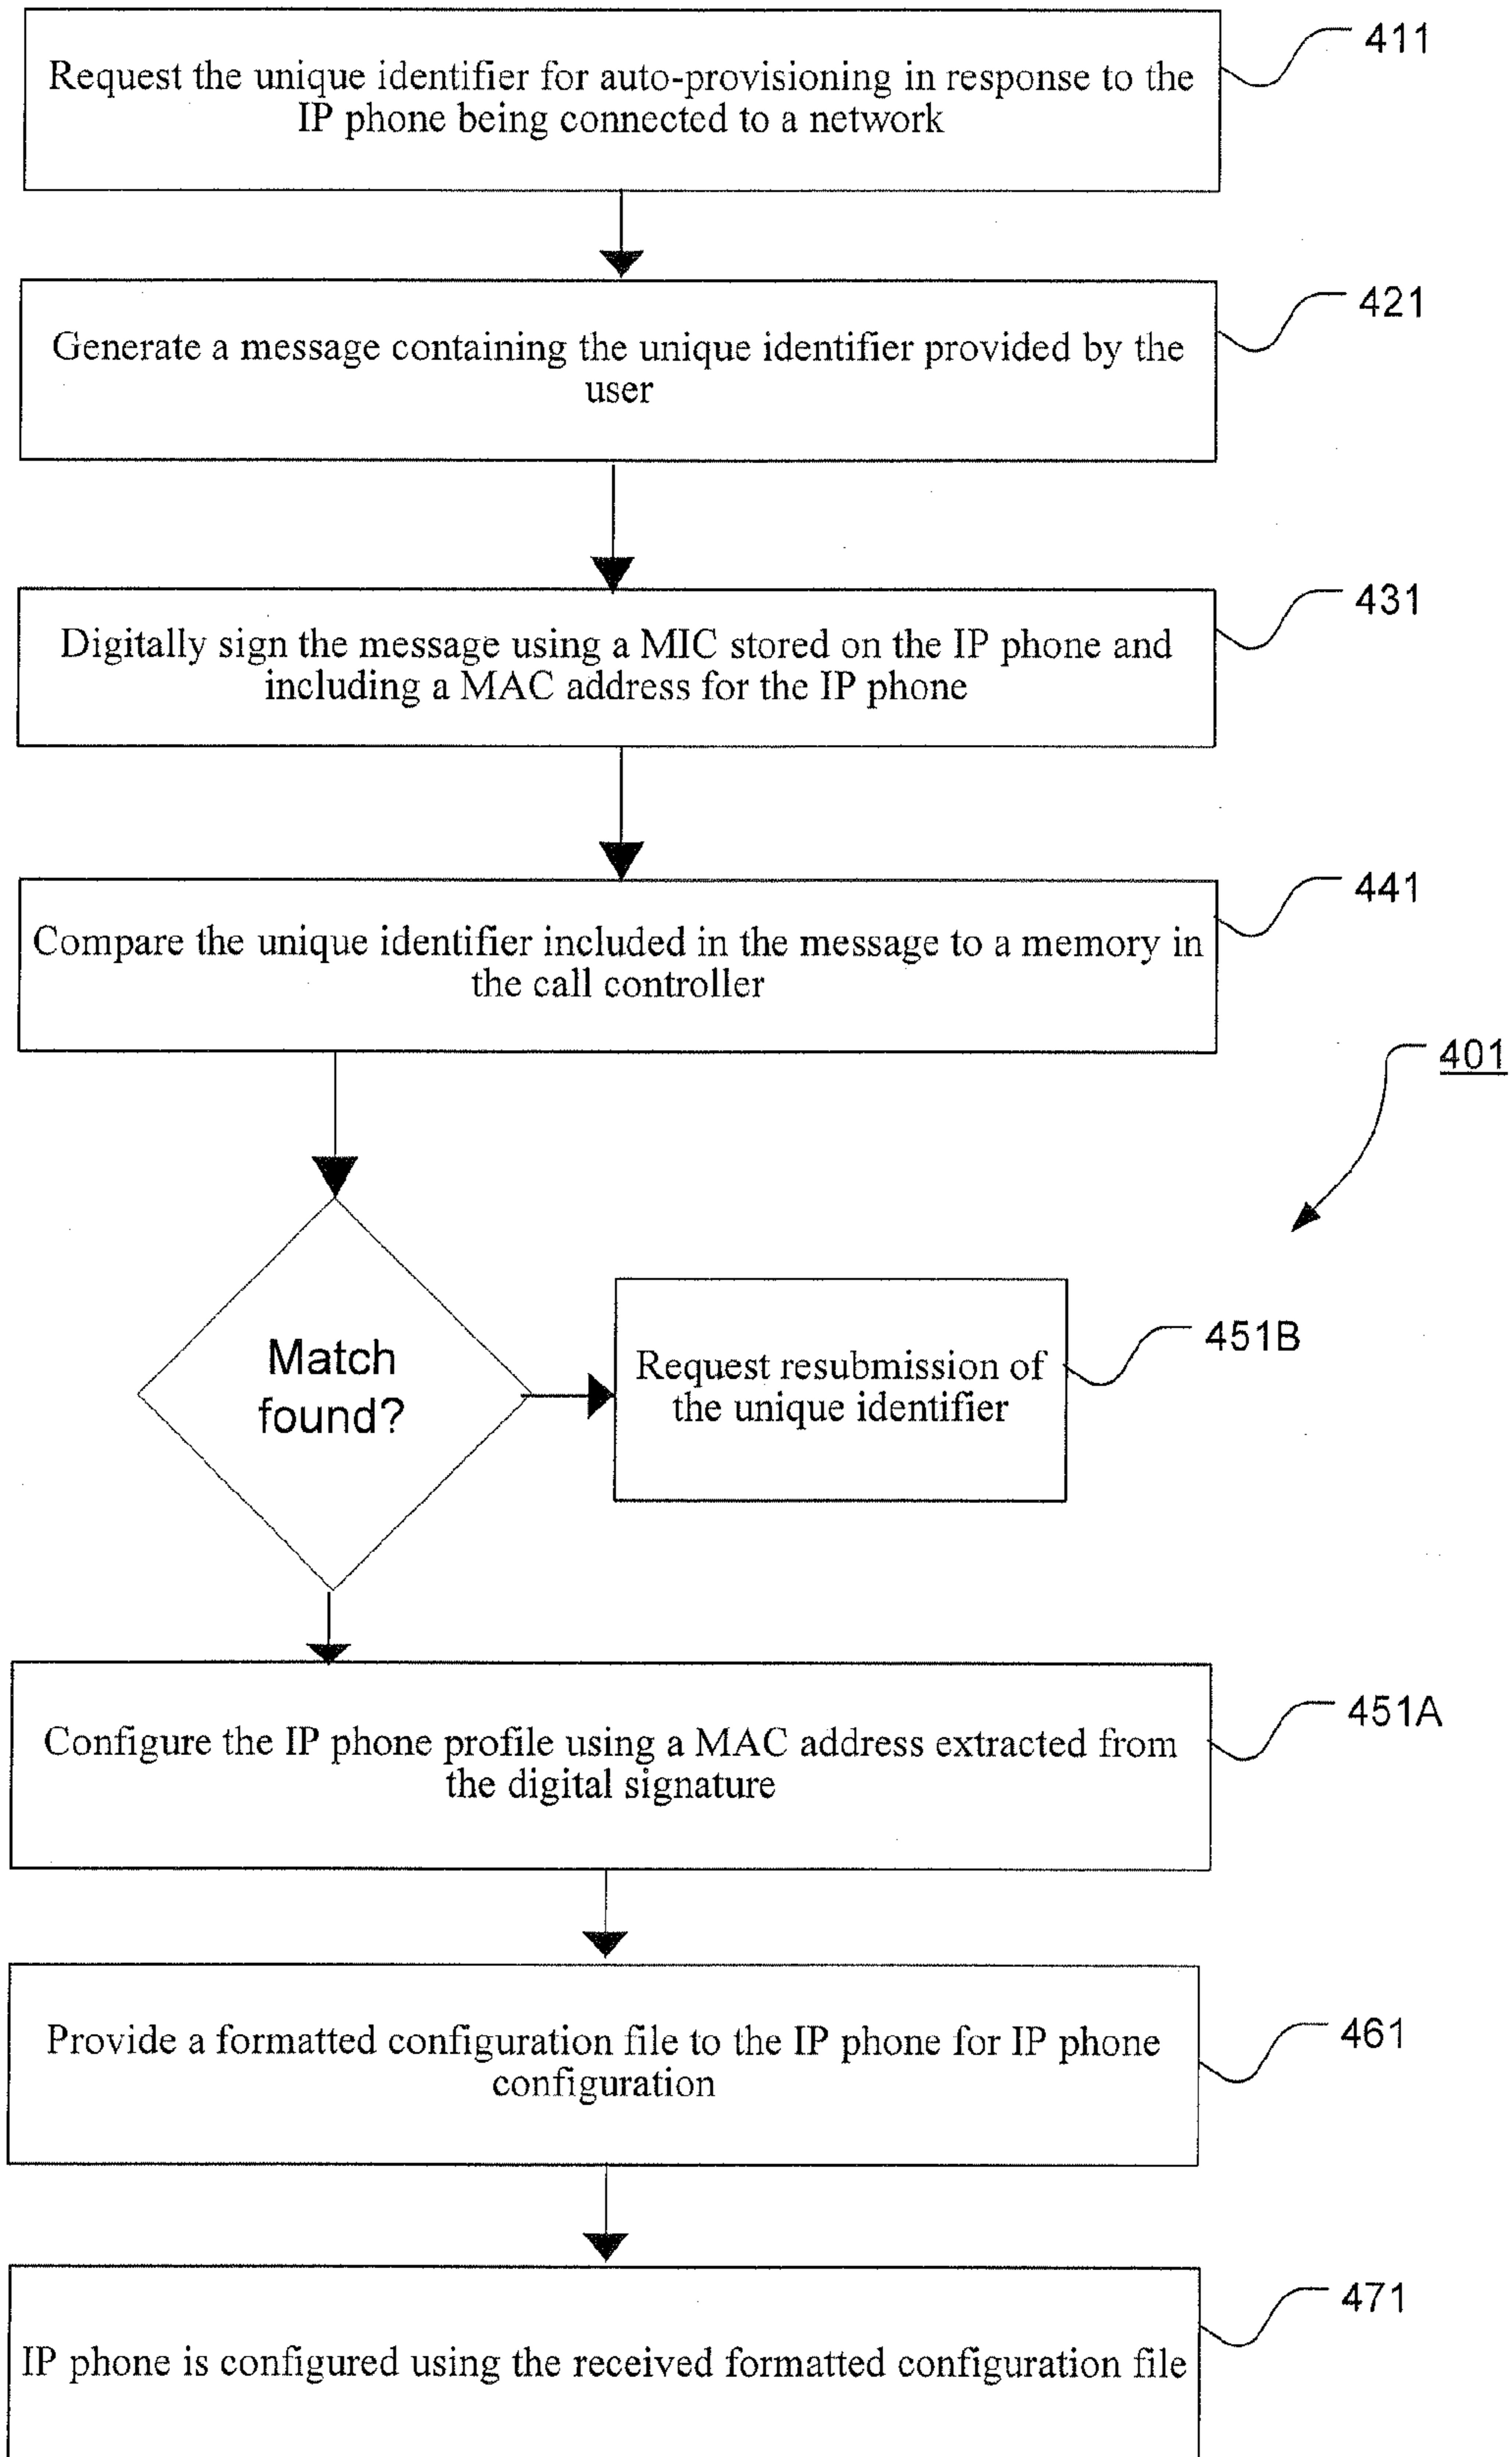 Request the unique identifier for auto-provisioning in response to the
IP phone being connected to a network
411
Generate a message containing the unique identifier provided by the
user
421
Digitally sign the message using a MIC stored on the IP phone and
including a MAC address for the IP phone
431
Compare the unique identifier included in the message to a memory in
the call controller
441
401
Match
found?
Request resubmission of
the unique identifier
451B
Configure the IP phone profile using a MAC address extracted from
the digital signature
451A
Provide a formatted configuration file to the IP phone for IP phone
configuration
461
IP phone is configured using the received formatted configuration file
471